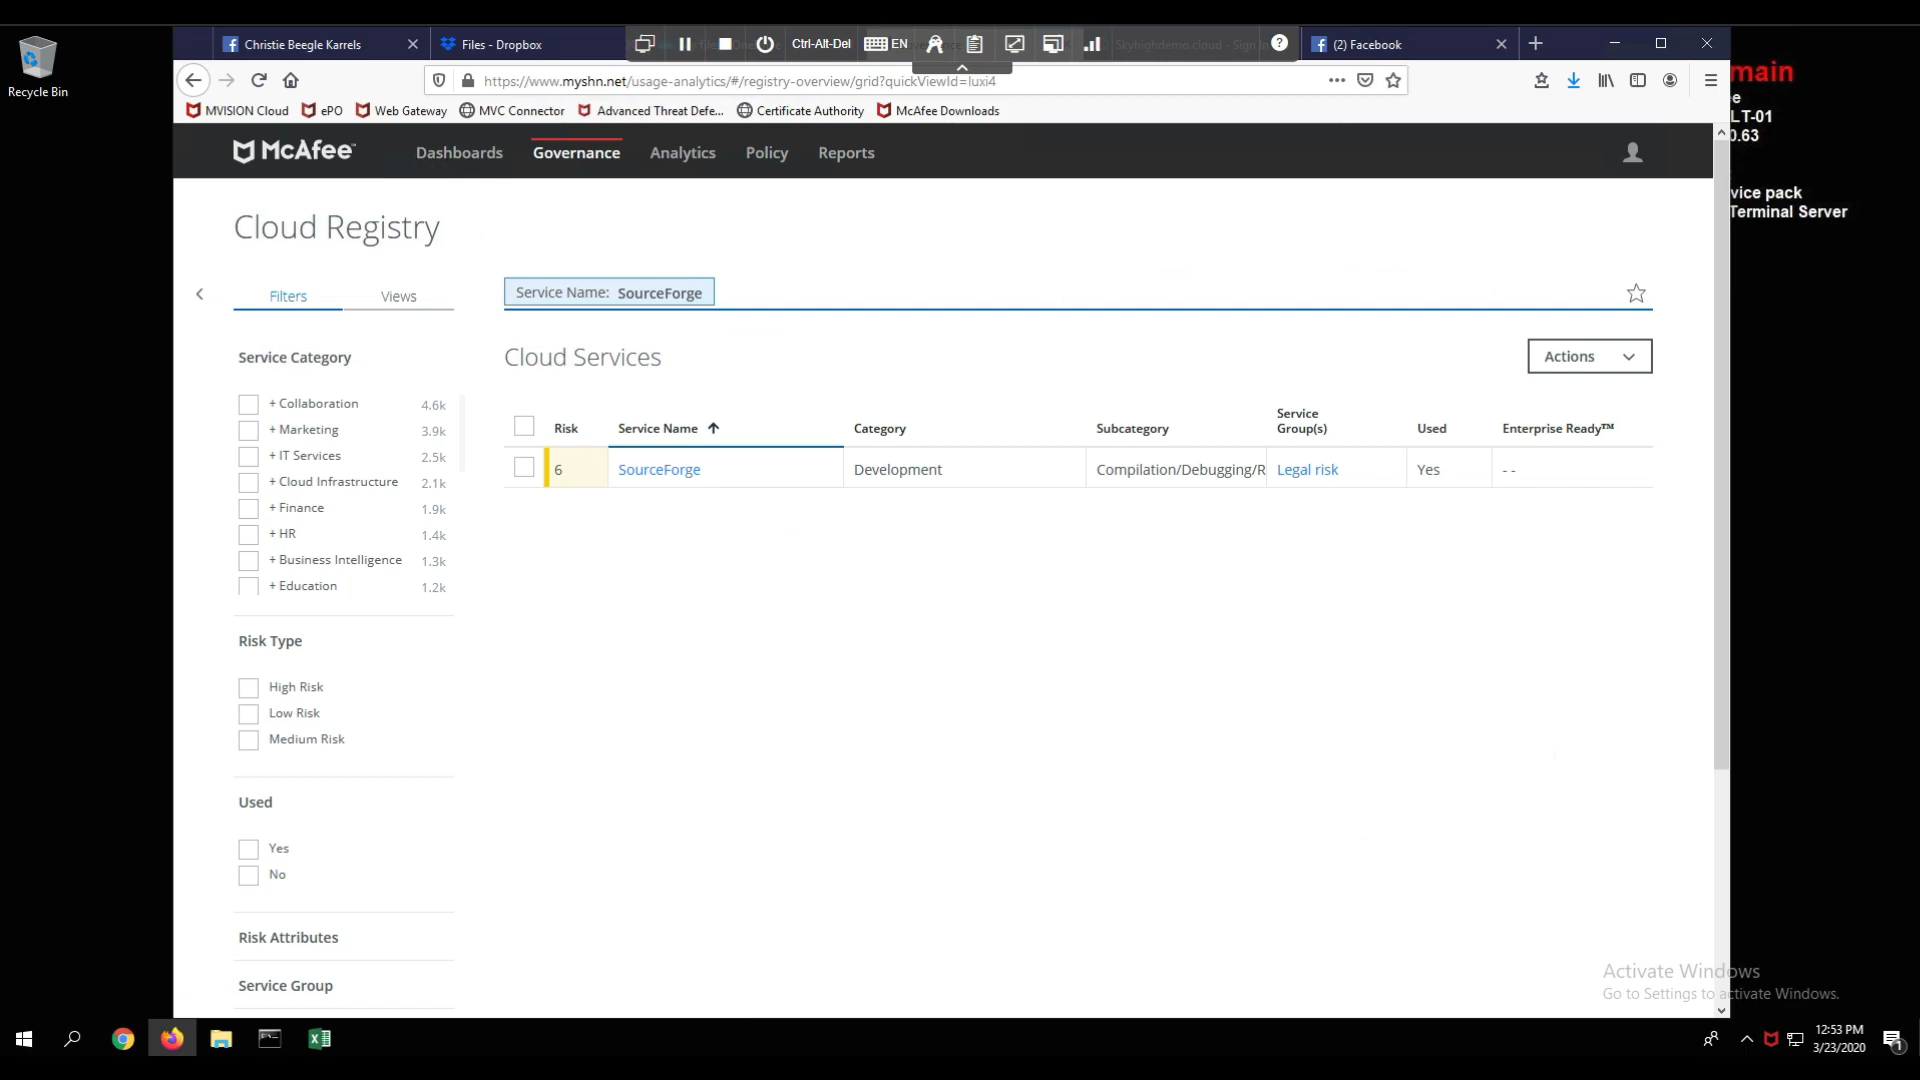 Recycle Bin
Christie Beegle Karrels
Files - Dropbox
Ctrl-Alt-Del
EN
Skyhighdemo.cloud - Sign In
(2) Facebook
https://www.myshn.net/usage-analytics/#/registry-overview/grid?quickViewId=luxi4
MVISION Cloud
ePO
Web Gateway
MVC Connector
Advanced Threat Defe...
Certificate Authority
McAfee Downloads
main
e
LT-01
0.63
vice pack
Terminal Server
McAfee™
Dashboards
Governance
Analytics
Policy
Reports
Cloud Registry
Filters
Views
Service Name: SourceForge
Service Category
+ Collaboration 4.6k
+ Marketing 3.9k
+ IT Services 2.5k
+ Cloud Infrastructure 2.1k
+ Finance 1.9k
+ HR 1.4k
+ Business Intelligence 1.3k
+ Education 1.2k
Risk Type
High Risk
Low Risk
Medium Risk
Used
Yes
No
Risk Attributes
Service Group
Cloud Services
Actions
Risk
Service Name
Category
Subcategory
Service
Group(s)
Used
Enterprise Ready™
6
SourceForge
Development
Compilation/Debugging/R
Legal risk
Yes
- -
Activate Windows
Go to Settings to activate Windows.
12:53 PM
3/23/2020
1